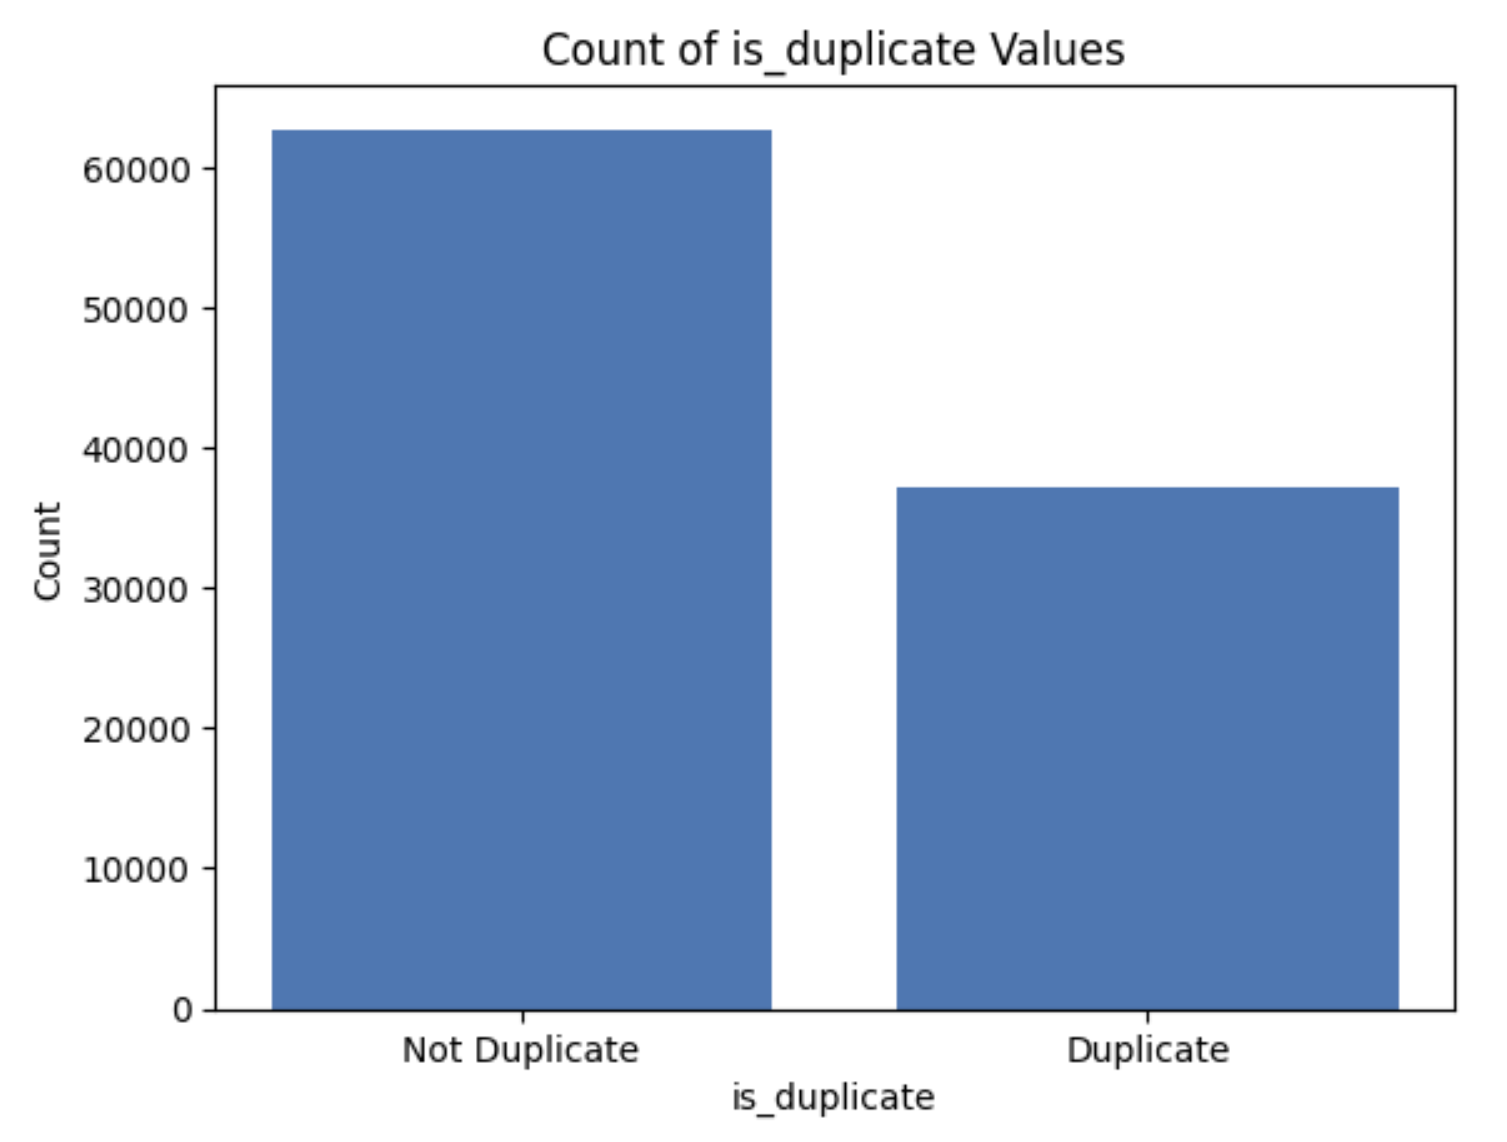 Count of is_duplicate Values
60000
50000
40000
30000
20000
10000
0
Count
Not Duplicate
Duplicate
is_duplicate